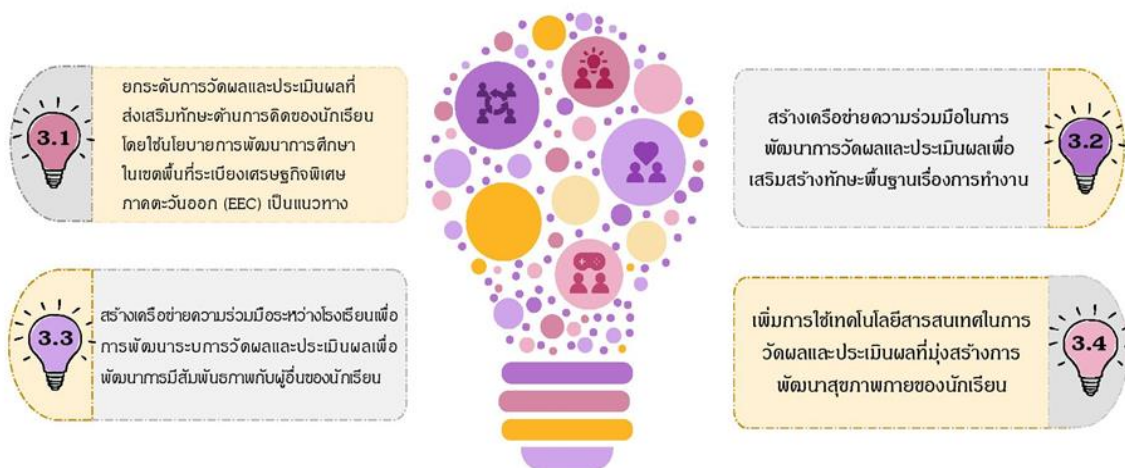 3.1
ยกระดับการวัดผลและประเมินผลที่
ส่งเสริมทักษะด้านการคิดของนักเรียน
โดยใช้นโยบายการพัฒนาการศึกษา
ในเขตพื้นที่ระเบียงเศรษฐกิจพิเศษ
ภาคตะวันออก (EEC) เป็นแนวทาง
3.2
สร้างเครือข่ายความร่วมมือในการ
พัฒนาการวัดผลและประเมินผลเพื่อ
เสริมสร้างทักษะพื้นฐานเรื่องการทำงาน
3.3
สร้างเครือข่ายความร่วมมือระหว่างโรงเรียนเพื่อ
การพัฒนาระบการวัดผลและประเมินผลเพื่อ
พัฒนาการมีสัมพันธภาพกับผู้อื่นของนักเรียน
3.4
เพิ่มการใช้เทคโนโลยีสารสนเทศในการ
วัดผลและประเมินผลที่มุ่งสร้างการ
พัฒนาสุขภาพกายของนักเรียน